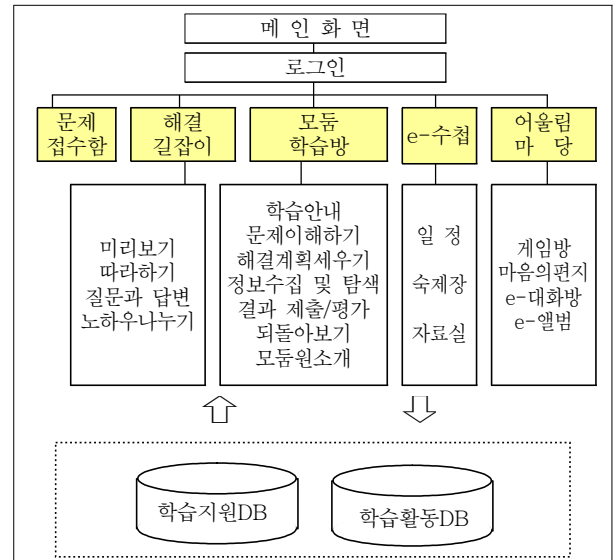 메 인 화 면
로그인
문제
접수함
해결
길잡이
모둠
학습방
e-수첩
어울림
마 당
미리보기
따라하기
질문과 답변
노하우나누기
학습안내
문제이해하기
해결계획세우기
정보수집 및 탐색
결과 제출/평가
되돌아보기
모둠원소개
일 정
숙제장
자료실
게임방
마음의편지
e-대화방
e-앨범
학습지원DB
학습활동DB